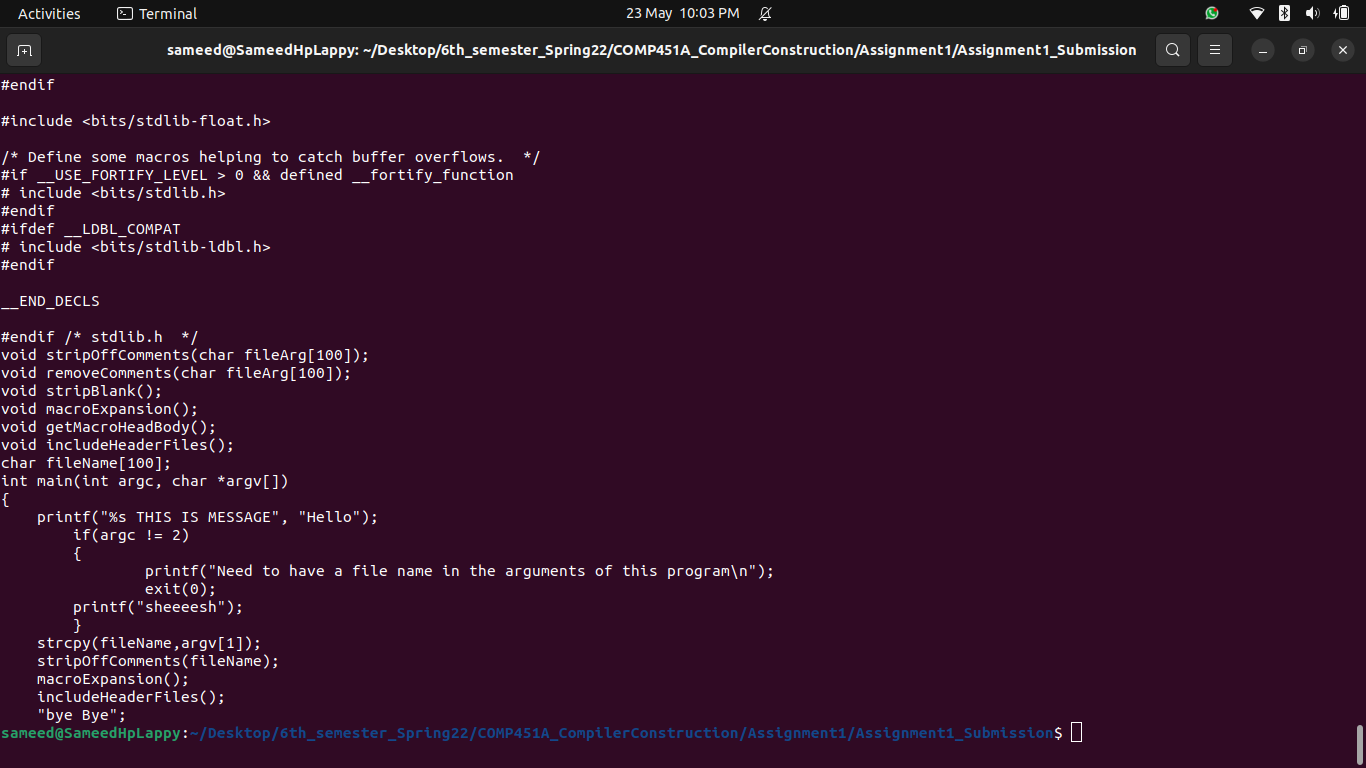 Activities
Terminal
23 May 10:03 PM
sameed@SameedHpLappy: ~/Desktop/6th_semester_Spring22/COMP451A_CompilerConstruction/Assignment1/Assignment1_Submission
#endif
#include <bits/stdlib-float.h>
/* Define some macros helping to catch buffer overflows.  */
#if __USE_FORTIFY_LEVEL > 0 && defined __fortify_function
# include <bits/stdlib.h>
#endif
#ifdef __LDBL_COMPAT
# include <bits/stdlib-ldbl.h>
#endif
__END_DECLS
#endif /* stdlib.h  */
void stripOffComments(char fileArg[100]);
void removeComments(char fileArg[100]);
void stripBlank();
void macroExpansion();
void getMacroHeadBody();
void includeHeaderFiles();
char fileName[100];
int main(int argc, char *argv[])
{
    printf("%s THIS IS MESSAGE", "Hello");
        if(argc != 2)
        {
                printf("Need to have a file name in the arguments of this program\n");
                exit(0);
        printf("sheeeesh");
        }
    strcpy(fileName,argv[1]);
    stripOffComments(fileName);
    macroExpansion();
    includeHeaderFiles();
    "bye Bye";
sameed@SameedHpLappy:~/Desktop/6th_semester_Spring22/COMP451A_CompilerConstruction/Assignment1/Assignment1_Submission$